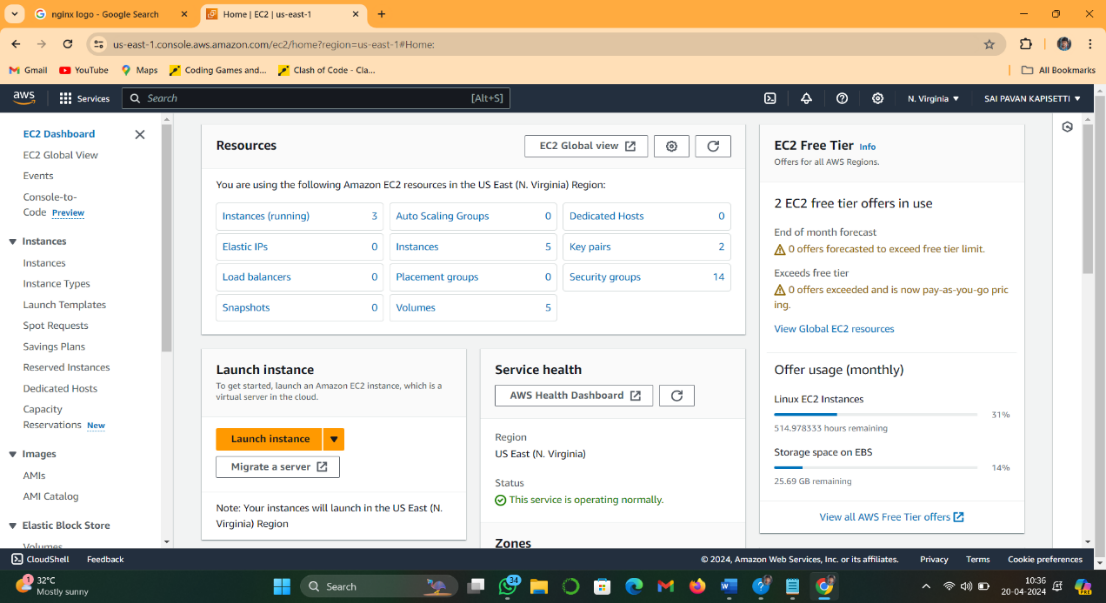 nginx logo - Google Search
Home | EC2 | us-east-1
us-east-1.console.aws.amazon.com/ec2/home?region=us-east-1#Home:
Gmail
YouTube
Maps
Coding Games and...
Clash of Code - Cla...
All Bookmarks
aws
Services
Search
[Alt+S]
N. Virginia
SAI PAVAN KAPISETTI
EC2 Dashboard
EC2 Global View
Events
Console-to-
Code Preview
Instances
Instances
Instance Types
Launch Templates
Spot Requests
Savings Plans
Reserved Instances
Dedicated Hosts
Capacity
Reservations New
Images
AMIs
AMI Catalog
Elastic Block Store
Volumes
Resources
EC2 Global view
You are using the following Amazon EC2 resources in the US East (N. Virginia) Region:
Instances (running) 3
Auto Scaling Groups 0
Dedicated Hosts 0
Elastic IPs 0
Instances 5
Key pairs 2
Load balancers 0
Placement groups 0
Security groups 14
Snapshots 0
Volumes 5
Launch instance
To get started, launch an Amazon EC2 instance, which is a
virtual server in the cloud.
Launch instance
Migrate a server
Note: Your instances will launch in the US East (N.
Virginia) Region
Service health
AWS Health Dashboard
Region
US East (N. Virginia)
Status
This service is operating normally.
Zones
EC2 Free Tier Info
Offers for all AWS Regions.
2 EC2 free tier offers in use
End of month forecast
0 offers forecasted to exceed free tier limit.
Exceeds free tier
0 offers exceeded and is now pay-as-you-go pric
ing.
View Global EC2 resources
Offer usage (monthly)
Linux EC2 Instances
31%
514.978333 hours remaining
Storage space on EBS
14%
25.69 GB remaining
View all AWS Free Tier offers
CloudShell
Feedback
© 2024, Amazon Web Services, Inc. or its affiliates.
Privacy
Terms
Cookie preferences
1
32°C
Mostly sunny
Search
34
10:36
20-04-2024